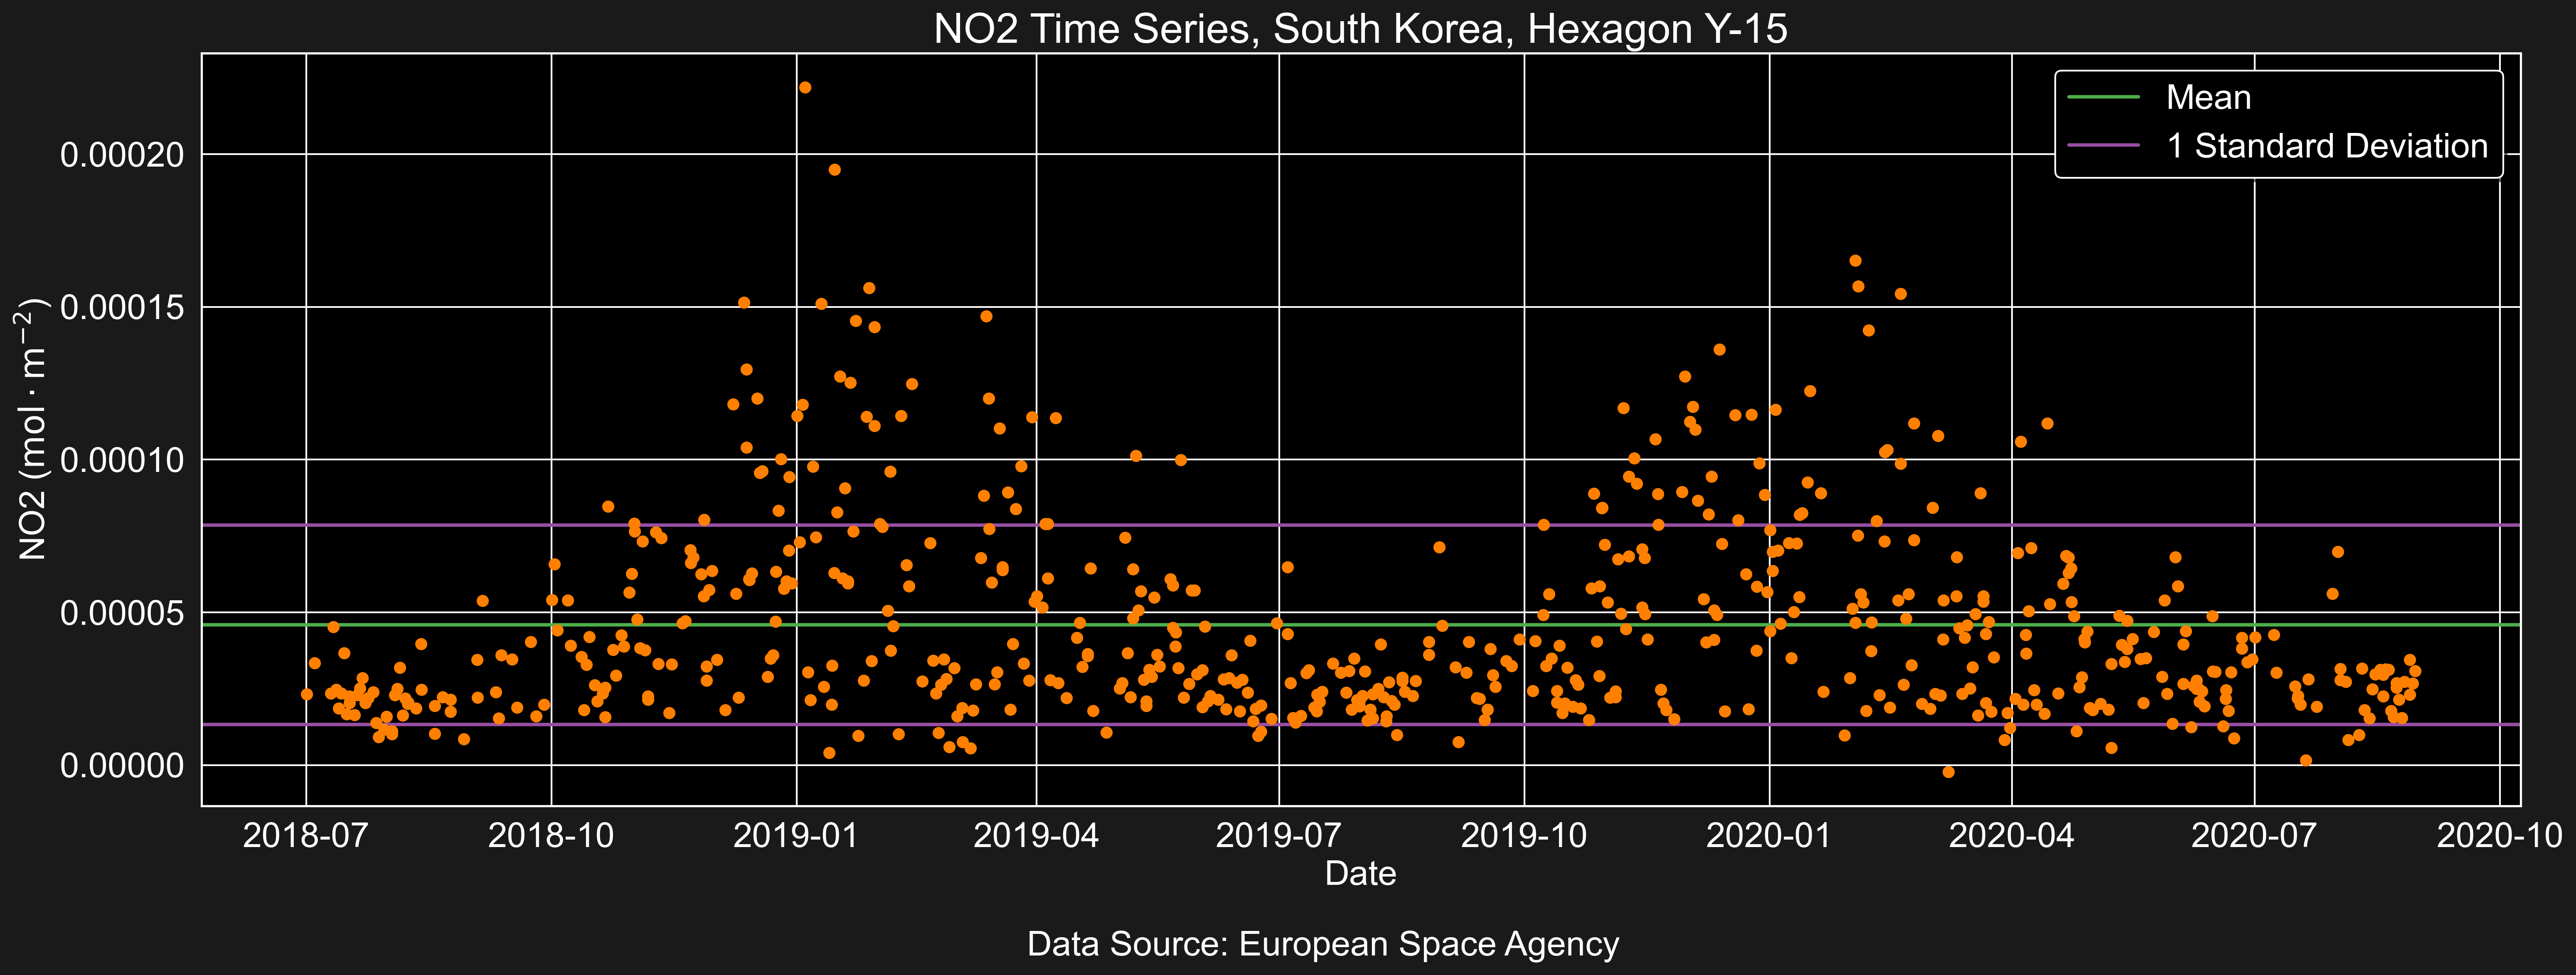 NO2 Time Series, South Korea, Hexagon Y-15
Mean
1 Standard Deviation
NO2 (mol · m⁻²)
0.00020
0.00015
0.00010
0.00005
0.00000
2018-07 2018-10 2019-01 2019-04 2019-07 2019-10 2020-01 2020-04 2020-07 2020-10
Date
Data Source: European Space Agency